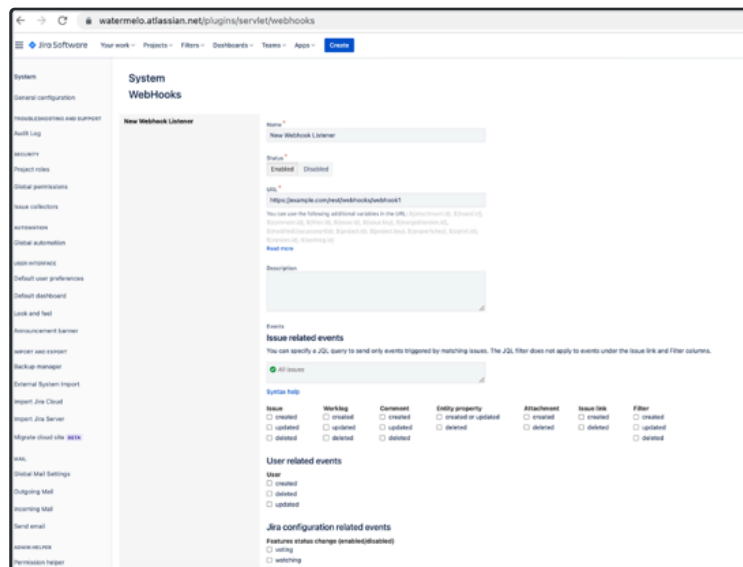 watermelo.atlassian.net/plugins/servlet/webhooks
Jira Software Your work Projects Filters Dashboards Teams Apps Create
System
General configuration
TROUBLESHOOTING AND SUPPORT
Audit Log
SECURITY
Project roles
Global permissions
Issue collectors
AUTOMATION
Global automation
USER INTERFACE
Default user preferences
Default dashboard
Look and feel
Announcement banner
IMPORT AND EXPORT
Backup manager
External System Import
Import Jira Cloud
Import Jira Server
Migrate cloud site BETA
MAIL
Global Mail Settings
Outgoing Mail
Incoming Mail
Send email
ADMIN HELPER
Permission helper
System
WebHooks
New Webhook Listener
Name *
New Webhook Listener
Status *
Enabled Disabled
URL *
https://example.com/rest/webhooks/webhook1
You can use the following additional variables in the URL:
Read more
Description
Events
Issue related events
You can specify a JQL query to send only events triggered by matching issues. The JQL filter does not apply to events under the Issue link and Filter columns.
All issues
Syntax help
Issue Worklog Comment Entity property Attachment Issue link Filter
created created created created or updated created created created
updated updated updated deleted deleted deleted updated
deleted deleted deleted deleted
User related events
User
created
deleted
updated
Jira configuration related events
Features status change (enabled/disabled)
voting
watching